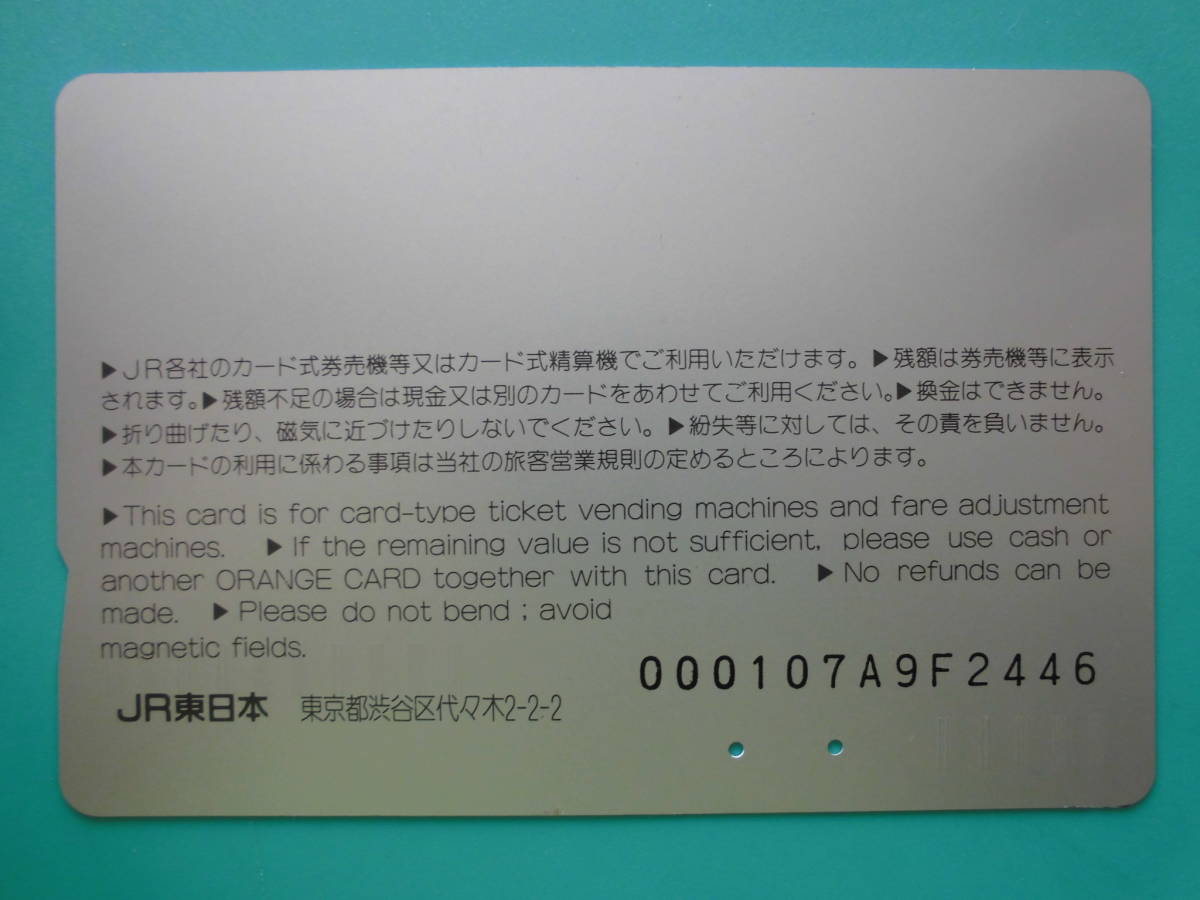 ▶JR各社のカード式券売機等又はカード式精算機でご利用いただけます。▶残額は券売機等に表示
されます。▶残額不足の場合は現金又は別のカードをあわせてご利用ください。▶換金はできません。
▶折り曲げたり、磁気に近づけたりしないでください。▶紛失等に対しては、その責を負いません。
▶本カードの利用に係わる事項は当社の旅客営業規則の定めるところによります。
▶This card is for card-type ticket vending machines and fare adjustment
machines. ▶If the remaining value is not sufficient, please use cash or
another ORANGE CARD together with this card. ▶No refunds can be
made. ▶Please do not bend; avoid
magnetic fields.
000107A9F2446
JR東日本 東京都渋谷区代々木2-2-2